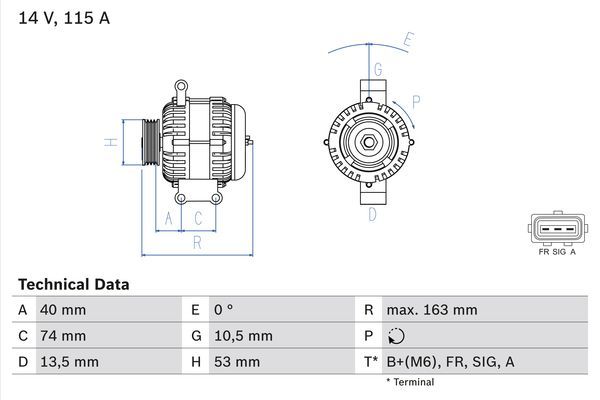 14 V, 115 A
E
G
P
H
A C
R
D
FR SIG A
Technical Data
A 40 mm E 0 ° R max. 163 mm
C 74 mm G 10,5 mm P
D 13,5 mm H 53 mm T* B+(M6), FR, SIG, A
* Terminal